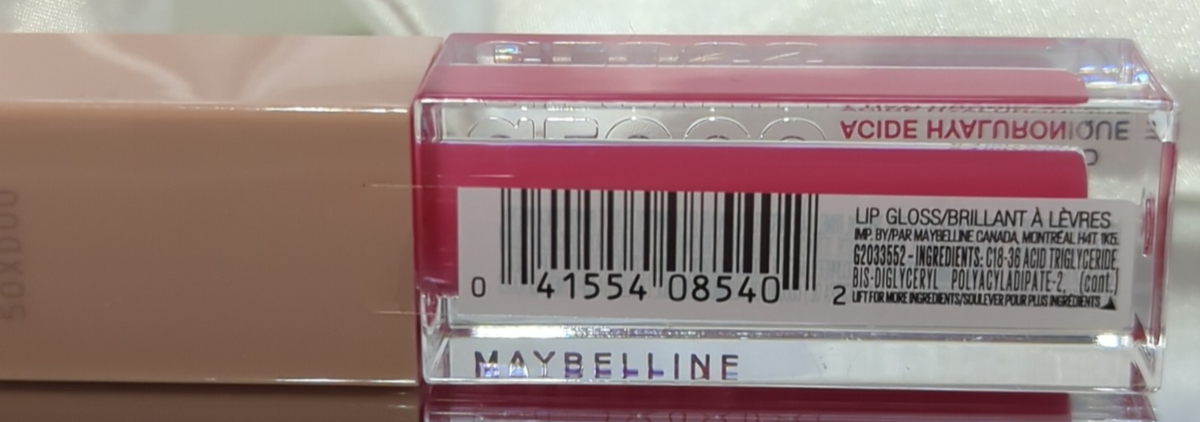 ACIDE HYALURONIQUE
LIP GLOSS/BRILLANT À LÈVRES
IMP. BY/PAR MAYBELLINE CANADA, MONTRÉAL H4T 1K5.
G2033552 - INGREDIENTS: C18-36 ACID TRIGLYCERIDE,
BIS-DIGLYCERYL POLYACYLADIPATE-2, (cont.)
LIFT FOR MORE INGREDIENTS/SOULEVER POUR PLUS INGRÉDIENTS
0 41554 08540 2
MAYBELLINE
50XD00